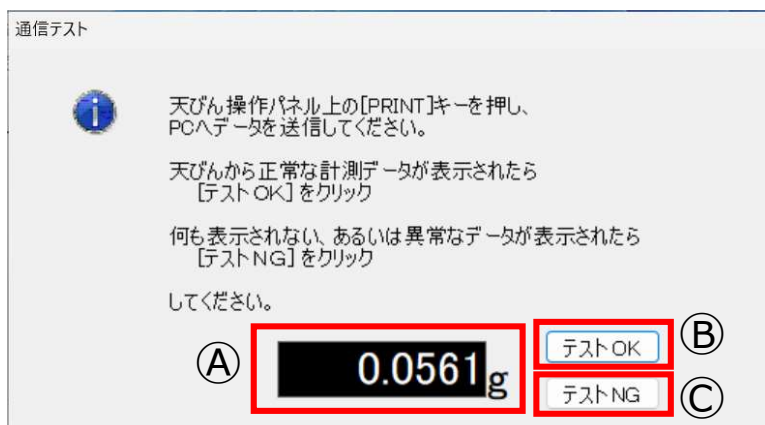 通信テスト
天びん操作パネル上の[PRINT]キーを押し、
PCへデータを送信してください。
天びんから正常な計測データが表示されたら
[テストOK]をクリック
何も表示されない、あるいは異常なデータが表示されたら
[テストNG]をクリック
してください。
Ⓐ 0.0561g テストOK Ⓑ
テストNG Ⓒ